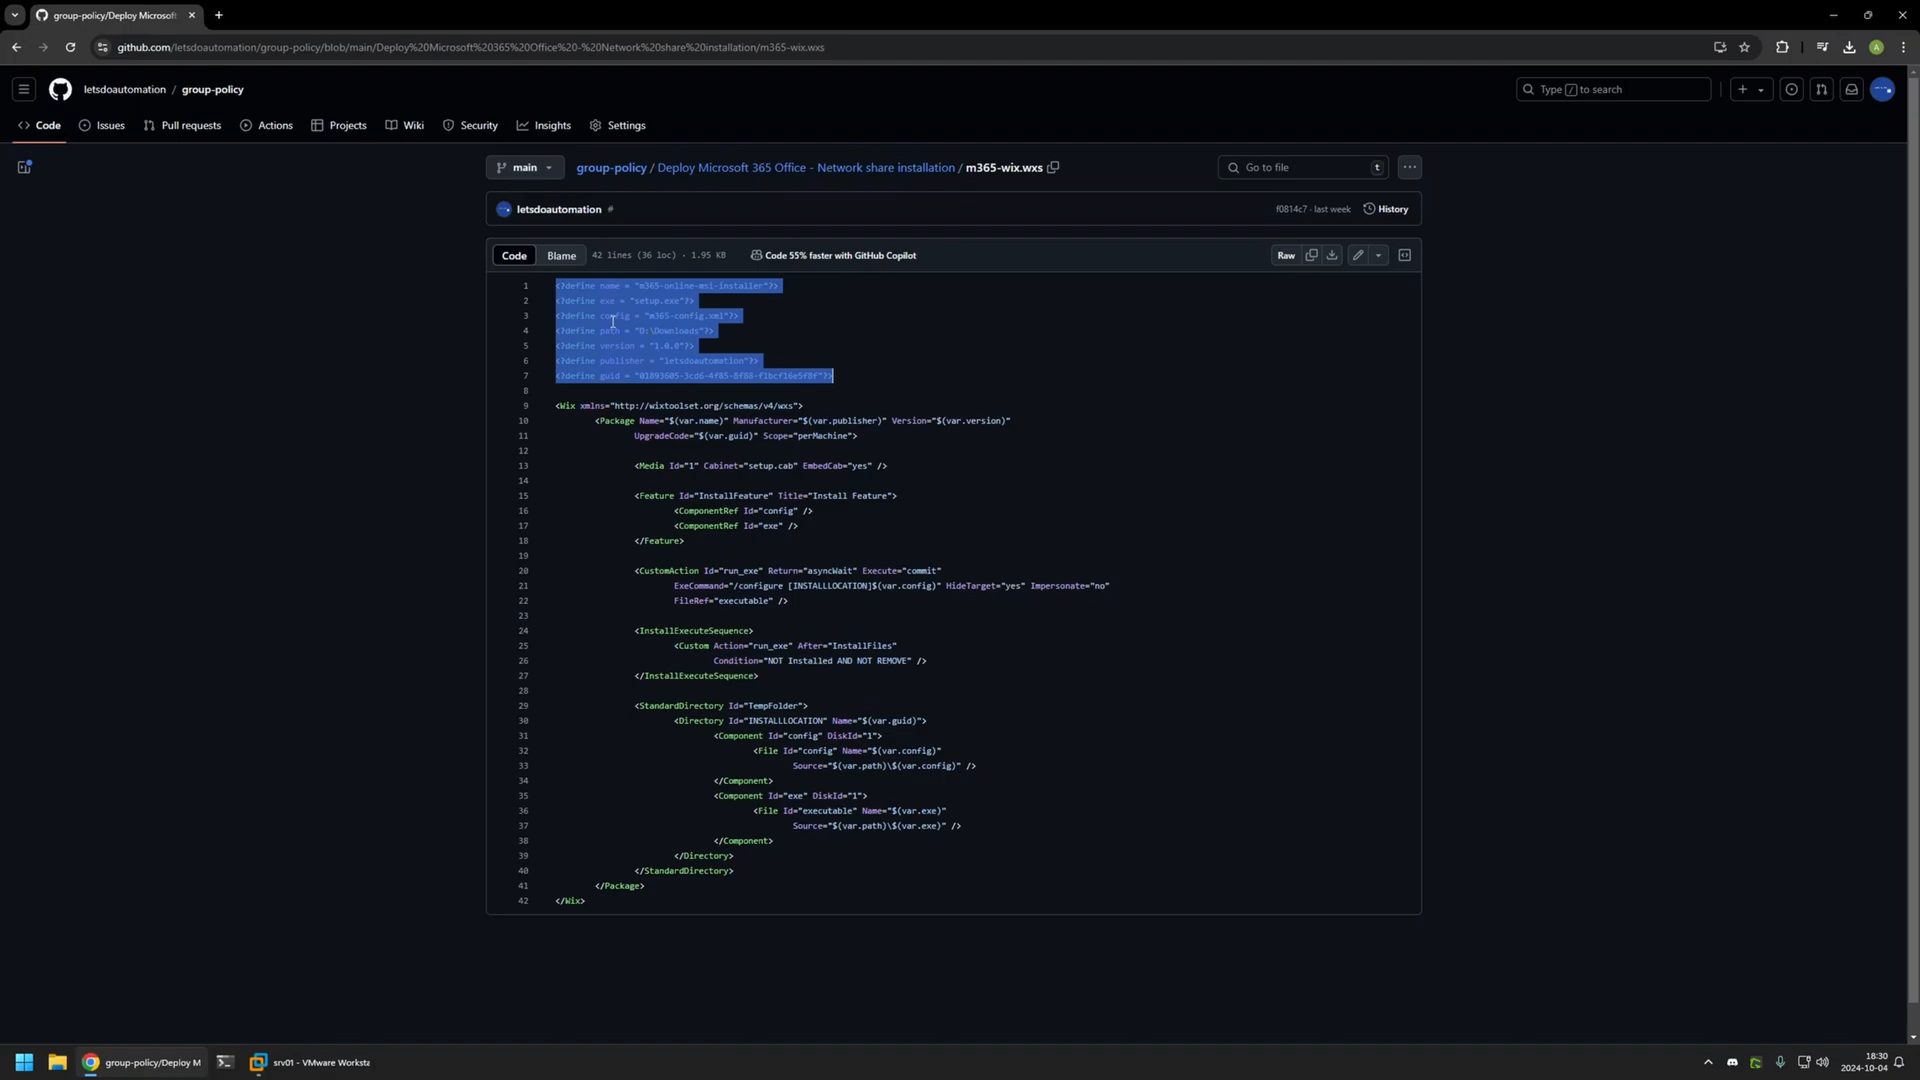 group-policy/Deploy Microsoft
github.com/letsdoautomation/group-policy/blob/main/Deploy%20Microsoft%20365%20Office%20-%20Network%20share%20installation/m365-wix.wxs
A
letsdoautomation / group-policy
Type / to search
<> Code Issues Pull requests Actions Projects Wiki Security Insights Settings
main group-policy / Deploy Microsoft 365 Office - Network share installation / m365-wix.wxs Go to file t
letsdoautomation # f0814c7 · last week History
Code Blame 42 lines (36 loc) · 1.95 KB Code 55% faster with GitHub Copilot Raw
1 <?define name = "m365-online-msi-installer"?>
2 <?define exe = "setup.exe"?>
3 <?define config = "m365-config.xml"?>
4 <?define path = "D:\Downloads"?>
5 <?define version = "1.0.0"?>
6 <?define publisher = "letsdoautomation"?>
7 <?define guid = "01893605-3cd6-4f85-8f88-f1bcf16e5f8f"?>
8
9 <Wix xmlns="http://wixtoolset.org/schemas/v4/wxs">
10 <Package Name="$(var.name)" Manufacturer="$(var.publisher)" Version="$(var.version)"
11 UpgradeCode="$(var.guid)" Scope="perMachine">
12
13 <Media Id="1" Cabinet="setup.cab" EmbedCab="yes" />
14
15 <Feature Id="InstallFeature" Title="Install Feature">
16 <ComponentRef Id="config" />
17 <ComponentRef Id="exe" />
18 </Feature>
19
20 <CustomAction Id="run_exe" Return="asyncWait" Execute="commit"
21 ExeCommand="/configure [INSTALLLOCATION]$(var.config)" HideTarget="yes" Impersonate="no"
22 FileRef="executable" />
23
24 <InstallExecuteSequence>
25 <Custom Action="run_exe" After="InstallFiles"
26 Condition="NOT Installed AND NOT REMOVE" />
27 </InstallExecuteSequence>
28
29 <StandardDirectory Id="TempFolder">
30 <Directory Id="INSTALLLOCATION" Name="$(var.guid)">
31 <Component Id="config" DiskId="1">
32 <File Id="config" Name="$(var.config)"
33 Source="$(var.path)\$(var.config)" />
34 </Component>
35 <Component Id="exe" DiskId="1">
36 <File Id="executable" Name="$(var.exe)"
37 Source="$(var.path)\$(var.exe)" />
38 </Component>
39 </Directory>
40 </StandardDirectory>
41 </Package>
42 </Wix>
group-policy/Deploy M srv01 - VMware Worksta
18:30
2024-10-04